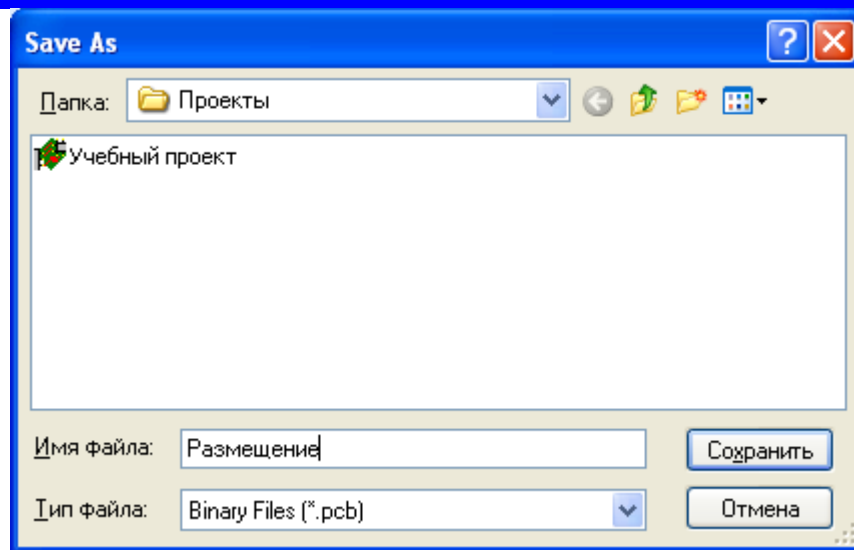 Save As
Папка: Проекты
Учебный проект
Имя файла: Размещение Сохранить
Тип файла: Binary Files (*.pcb) Отмена